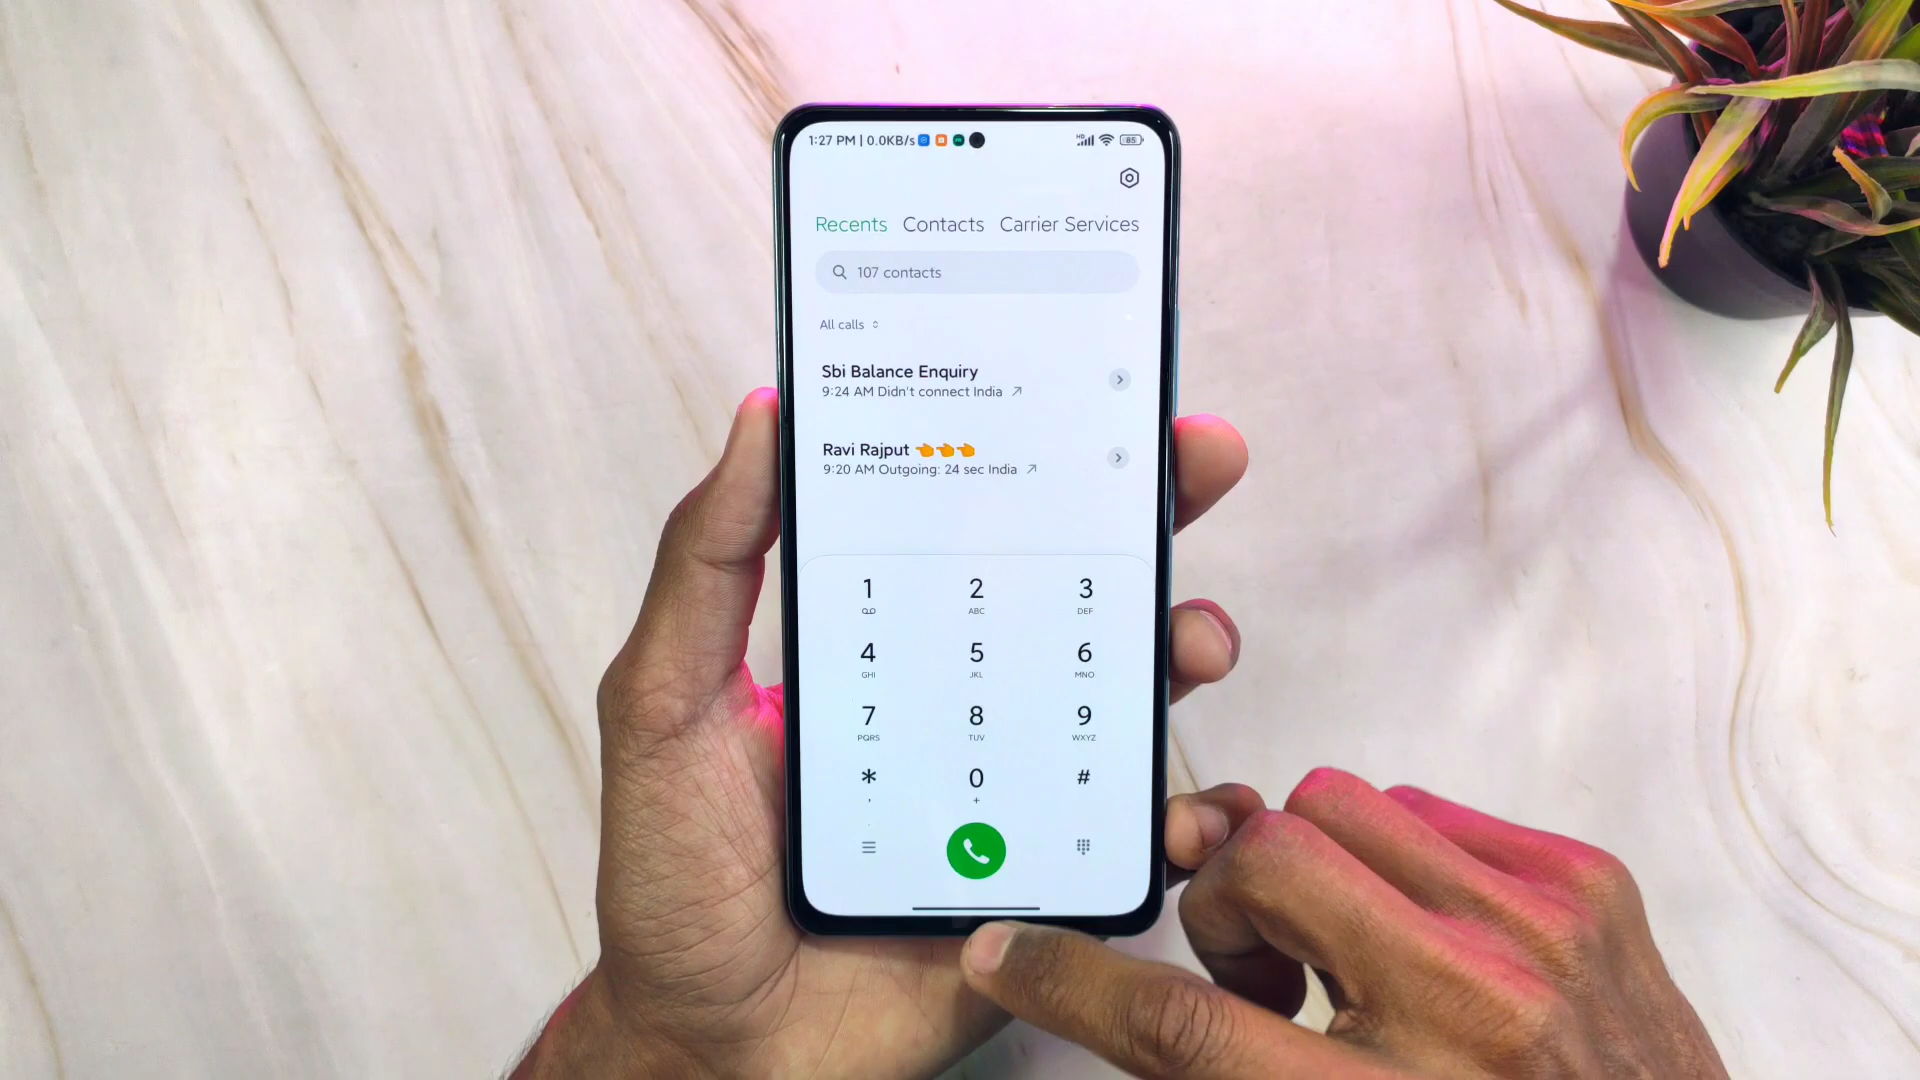 1:27 PM | 0.0KB/s HD 85
Recents Contacts Carrier Services
107 contacts
All calls
Sbi Balance Enquiry
9:24 AM Didn't connect India
Ravi Rajput 👈👈👈
9:20 AM Outgoing: 24 sec India
1 2 3
ABC DEF
4 5 6
GHI JKL MNO
7 8 9
PQRS TUV WXYZ
* 0 #
, +